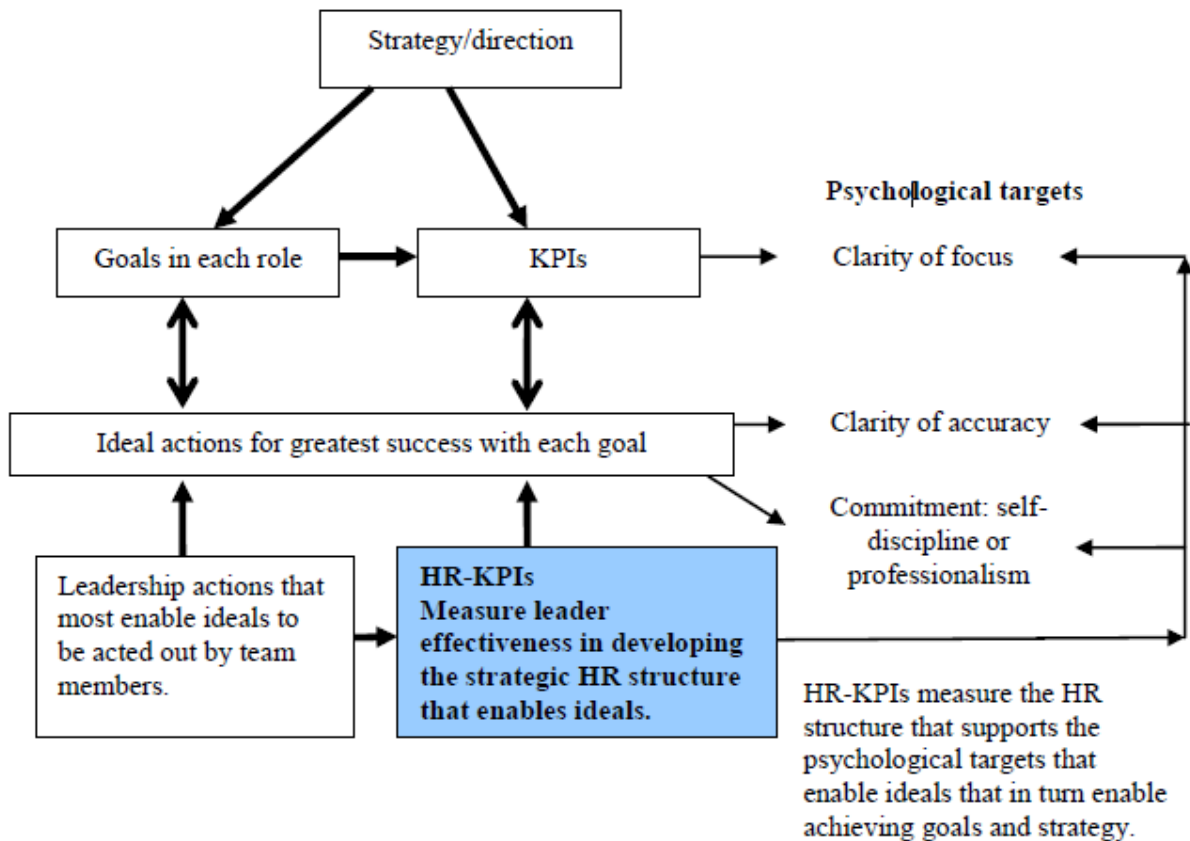 Strategy/direction
Psychological targets
Goals in each role
KPIs
Clarity of focus
Ideal actions for greatest success with each goal
Clarity of accuracy
Commitment: self-
discipline or
professionalism
Leadership actions that
most enable ideals to
be acted out by team
members.
HR-KPIs
Measure leader
effectiveness in developing
the strategic HR structure
that enables ideals.
HR-KPIs measure the HR
structure that supports the
psychological targets that
enable ideals that in turn enable
achieving goals and strategy.